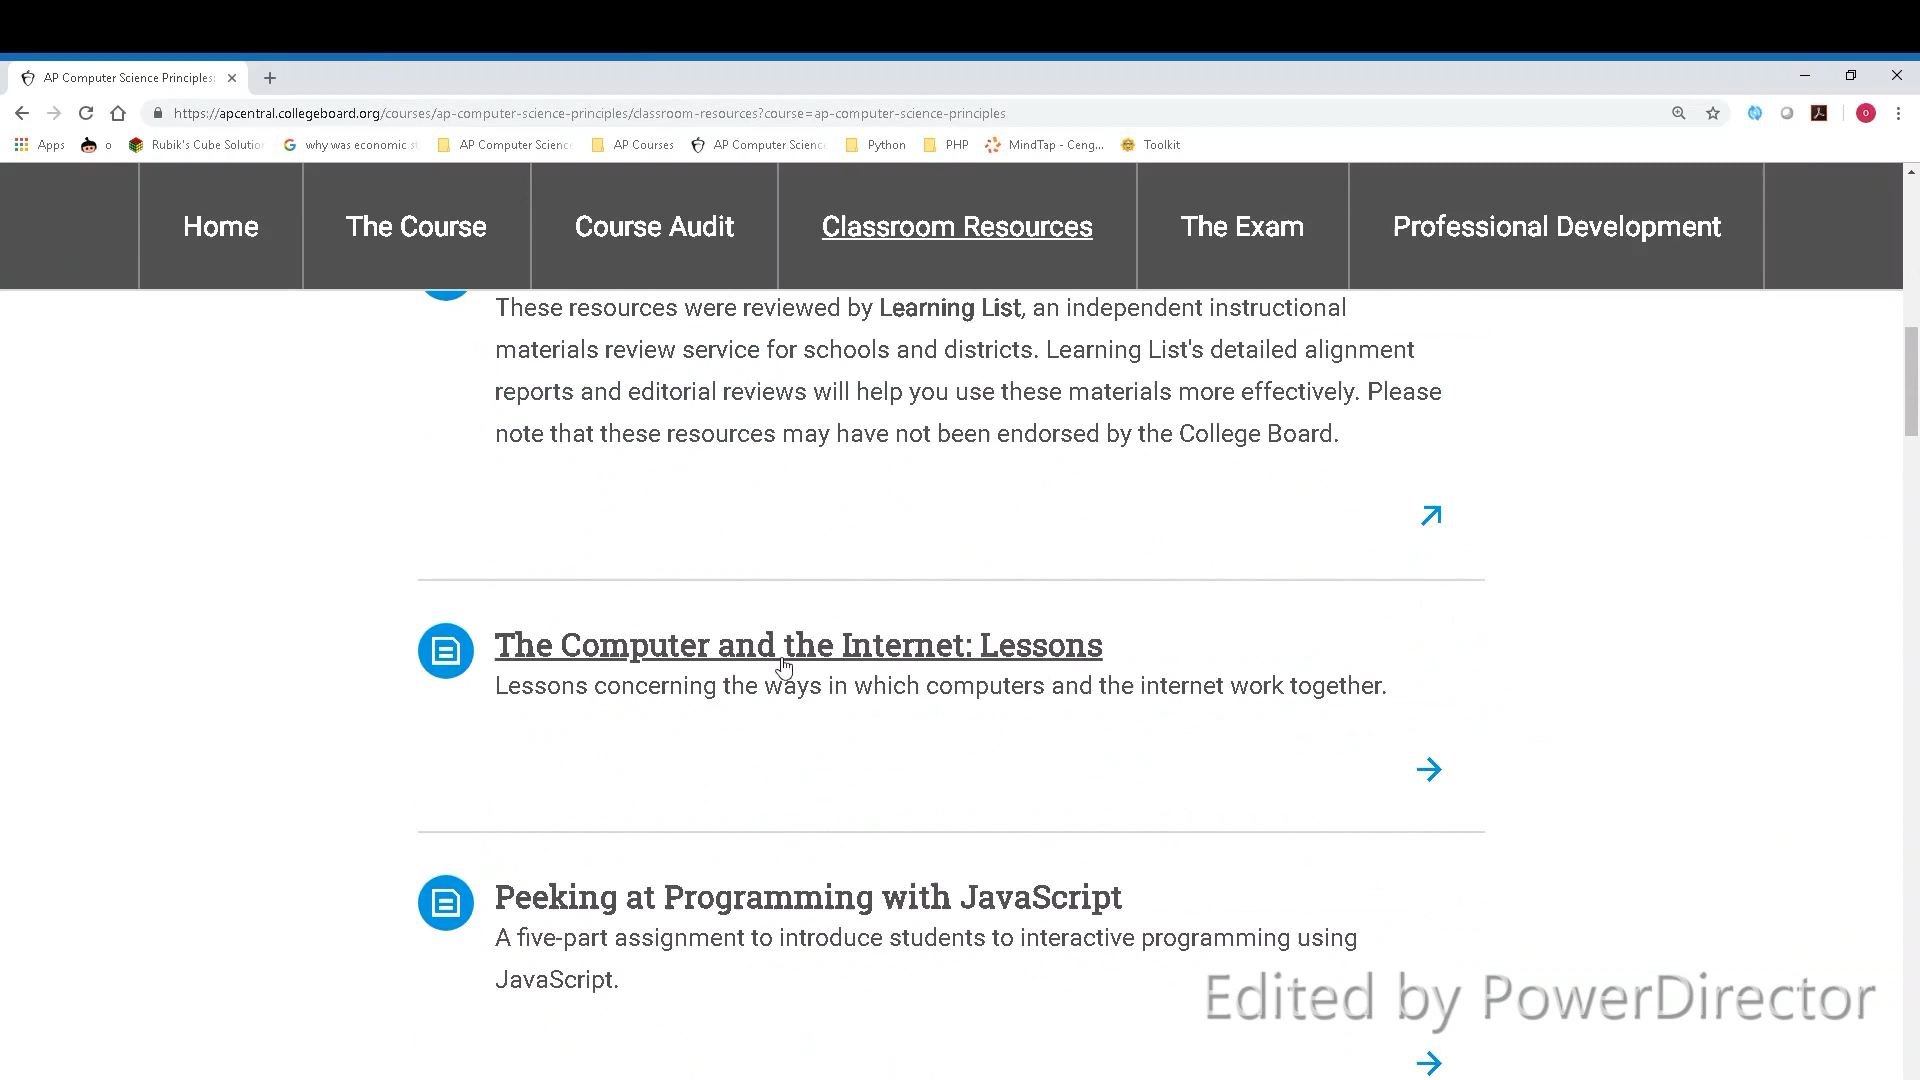 AP Computer Science Principles:
https://apcentral.collegeboard.org/courses/ap-computer-science-principles/classroom-resources?course=ap-computer-science-principles
o
Apps o Rubik's Cube Solution why was economic s AP Computer Science AP Courses AP Computer Science Python PHP MindTap - Ceng... Toolkit
Home The Course Course Audit Classroom Resources The Exam Professional Development
These resources were reviewed by Learning List, an independent instructional
materials review service for schools and districts. Learning List's detailed alignment
reports and editorial reviews will help you use these materials more effectively. Please
note that these resources may have not been endorsed by the College Board.
The Computer and the Internet: Lessons
Lessons concerning the ways in which computers and the internet work together.
Peeking at Programming with JavaScript
A five-part assignment to introduce students to interactive programming using
JavaScript.
Edited by PowerDirector